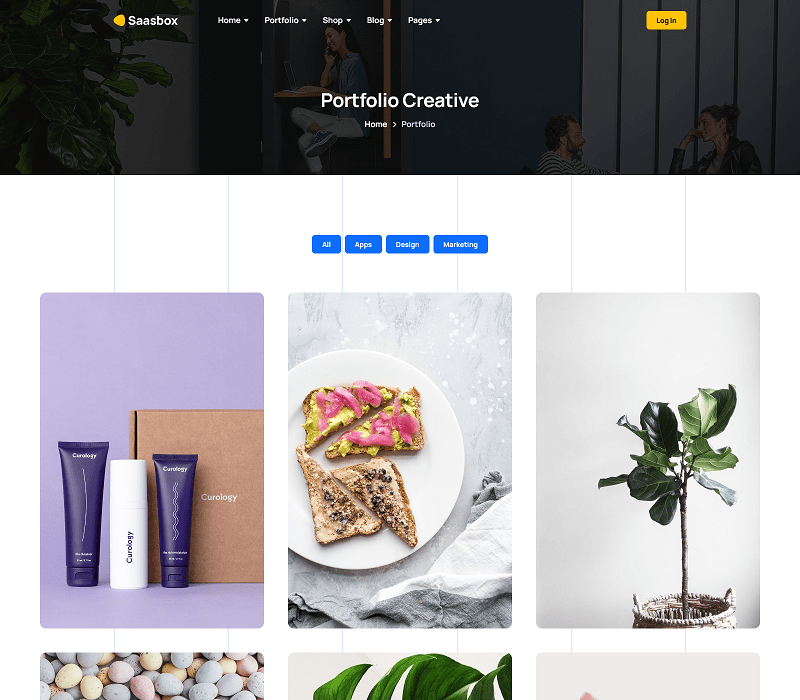 Saasbox
Home Portfolio Shop Blog Pages
Log In
Portfolio Creative
Home > Portfolio
All Apps Design Marketing
Curology
Curology
Curology
Curology